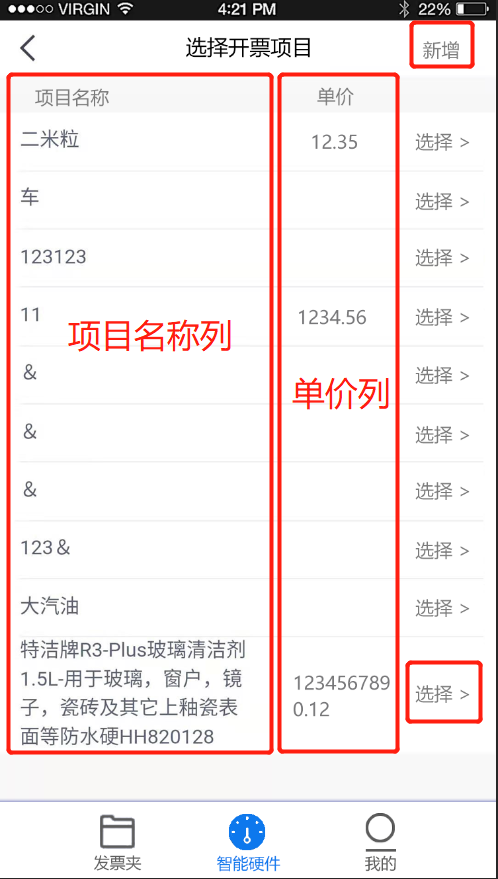 ●●●○○ VIRGIN 4:21 PM 22%
选择开票项目 新增
项目名称 单价
二米粒 12.35 选择 >
车 选择 >
123123 选择 >
11 1234.56 选择 >
项目名称列
& 选择 >
单价列
& 选择 >
& 选择 >
123& 选择 >
大汽油 选择 >
特洁牌R3-Plus玻璃清洁剂
1.5L-用于玻璃，窗户，镜
子，瓷砖及其它上釉瓷表
面等防水硬HH820128
123456789
0.12
选择 >
发票夹 智能硬件 我的